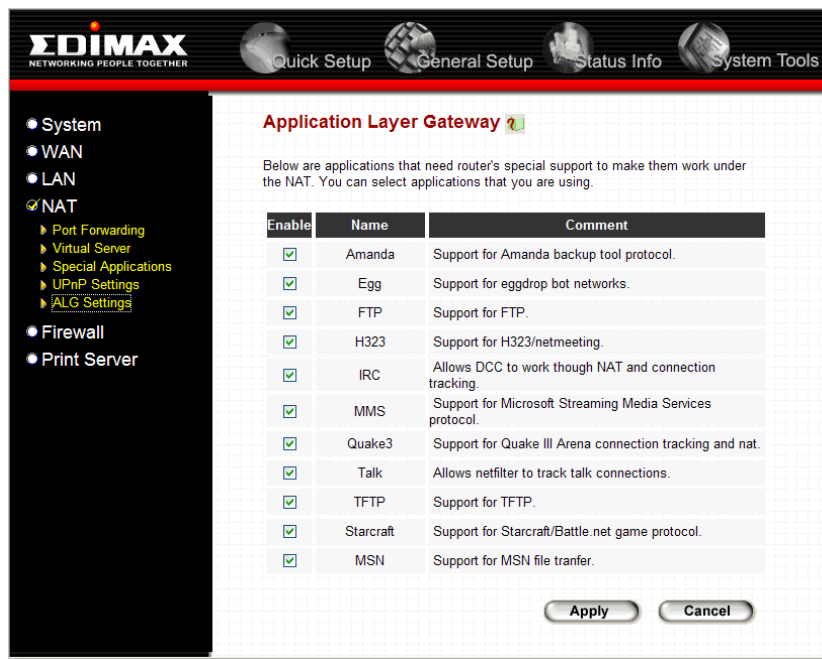 EDIMAX
NETWORKING PEOPLE TOGETHER
Quick Setup
General Setup
Status Info
System Tools
System
WAN
LAN
NAT
Port Forwarding
Virtual Server
Special Applications
UPnP Settings
ALG Settings
Firewall
Print Server
Application Layer Gateway
Below are applications that need router's special support to make them work under
the NAT. You can select applications that you are using.
Enable Name Comment
Amanda Support for Amanda backup tool protocol.
Egg Support for eggdrop bot networks.
FTP Support for FTP.
H323 Support for H323/netmeeting.
IRC Allows DCC to work though NAT and connection
tracking.
MMS Support for Microsoft Streaming Media Services
protocol.
Quake3 Support for Quake III Arena connection tracking and nat.
Talk Allows netfilter to track talk connections.
TFTP Support for TFTP.
Starcraft Support for Starcraft/Battle.net game protocol.
MSN Support for MSN file tranfer.
Apply Cancel